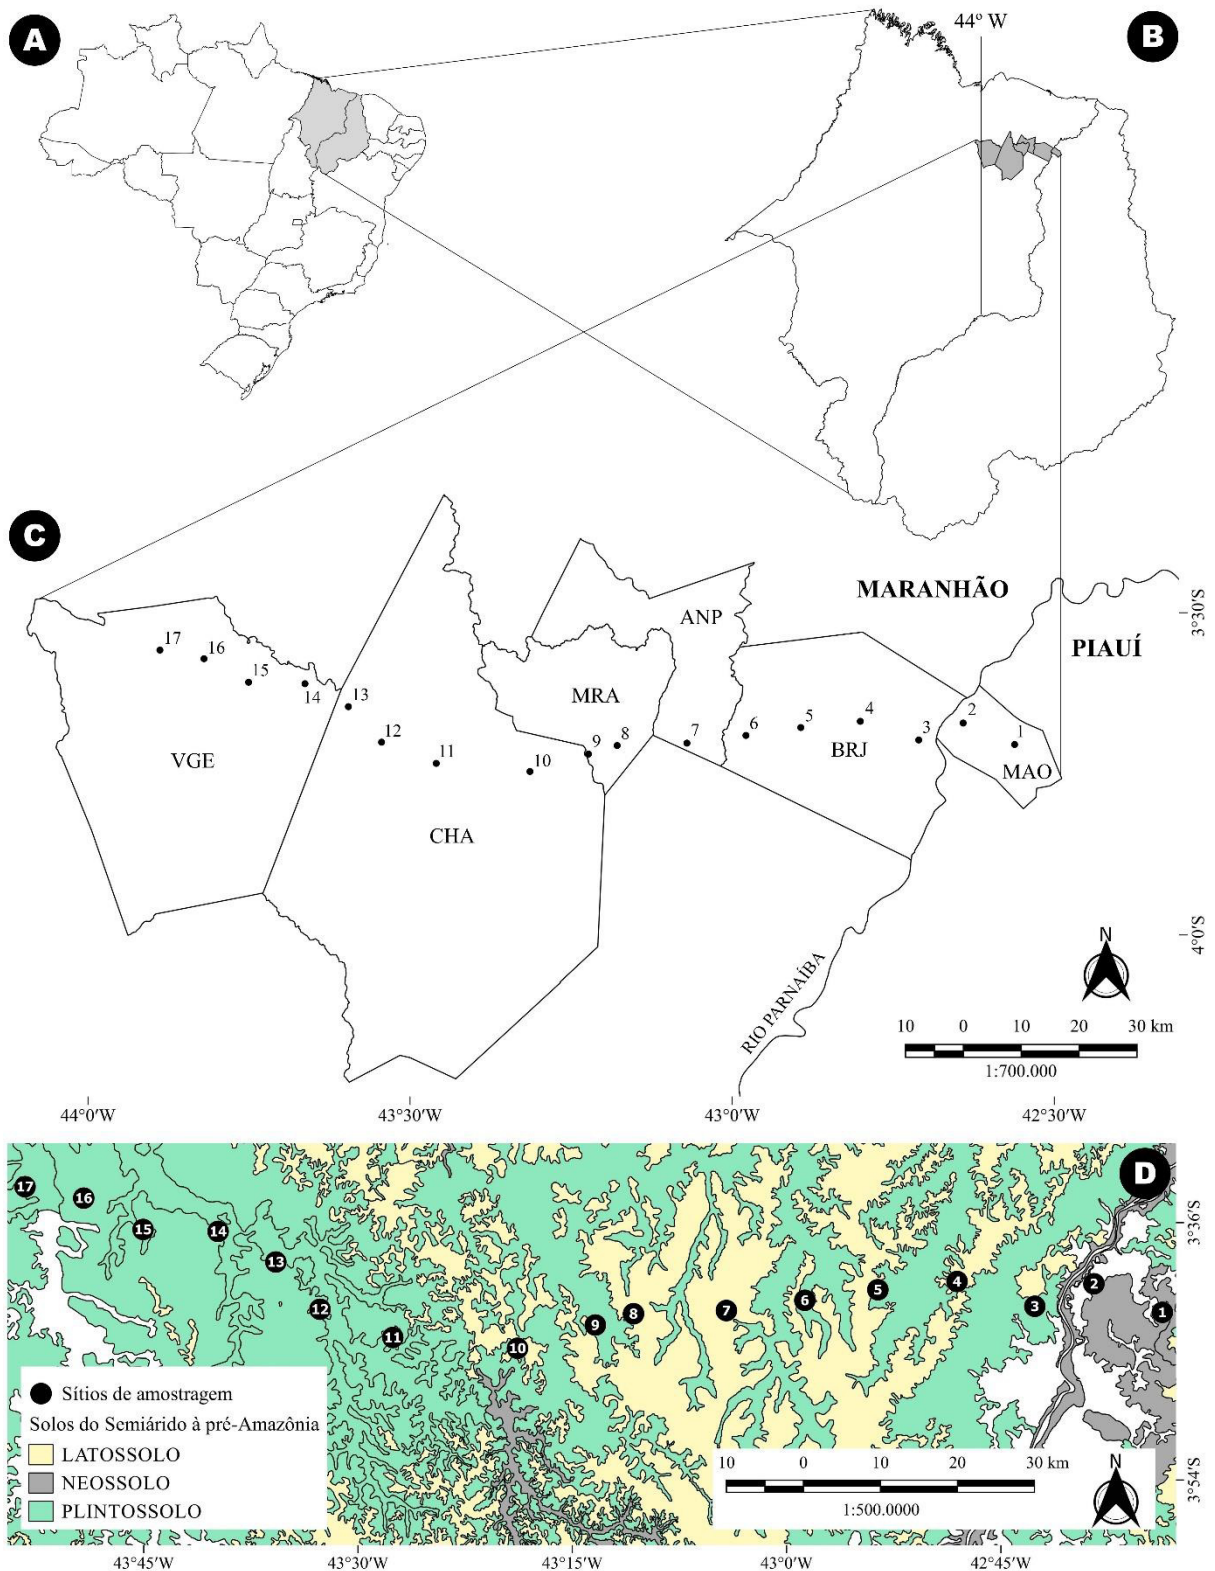 A
B
44° W
C
MARANHÃO
PIAUÍ
3°30'S
ANP
MRA
17
16
15
14
13
12
11
10
9
8
7
6
5
4
3
2
1
VGE
CHA
BRJ
MAO
4°0'S
RIO PARNAÍBA
N
10 0 10 20 30 km
1:700.000
44°0'W 43°30'W 43°0'W 42°30'W
D
17
16
15
14
13
12
11
10
9
8
7
6
5
4
3
2
1
3°36'S
Sítios de amostragem
Solos do Semiárido à pré-Amazônia
LATOSSOLO
NEOSSOLO
PLINTOSSOLO
10 0 10 20 30 km
1:500.0000
N
3°54'S
43°45'W 43°30'W 43°15'W 43°0'W 42°45'W